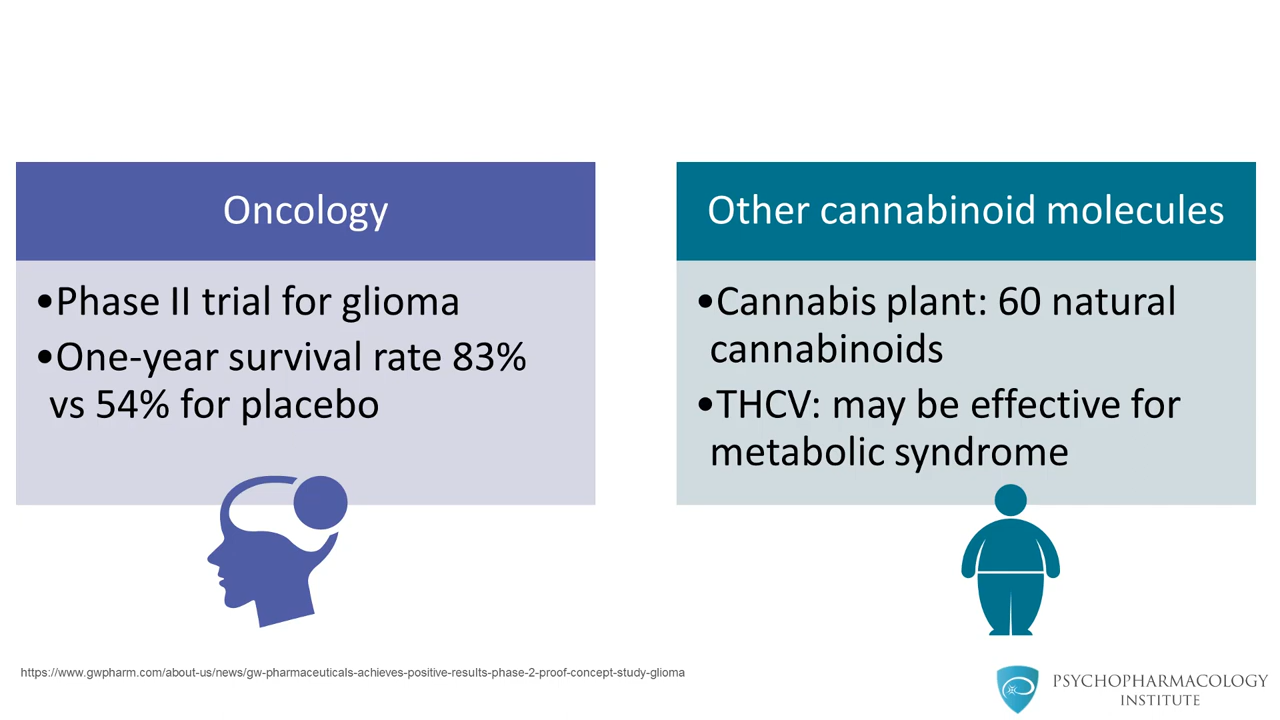 Oncology
•Phase II trial for glioma
•One-year survival rate 83%
vs 54% for placebo
Other cannabinoid molecules
•Cannabis plant: 60 natural
cannabinoids
•THCV: may be effective for
metabolic syndrome
https://www.gwpharm.com/about-us/news/gw-pharmaceuticals-achieves-positive-results-phase-2-proof-concept-study-glioma
PSYCHOPHARMACOLOGY
INSTITUTE